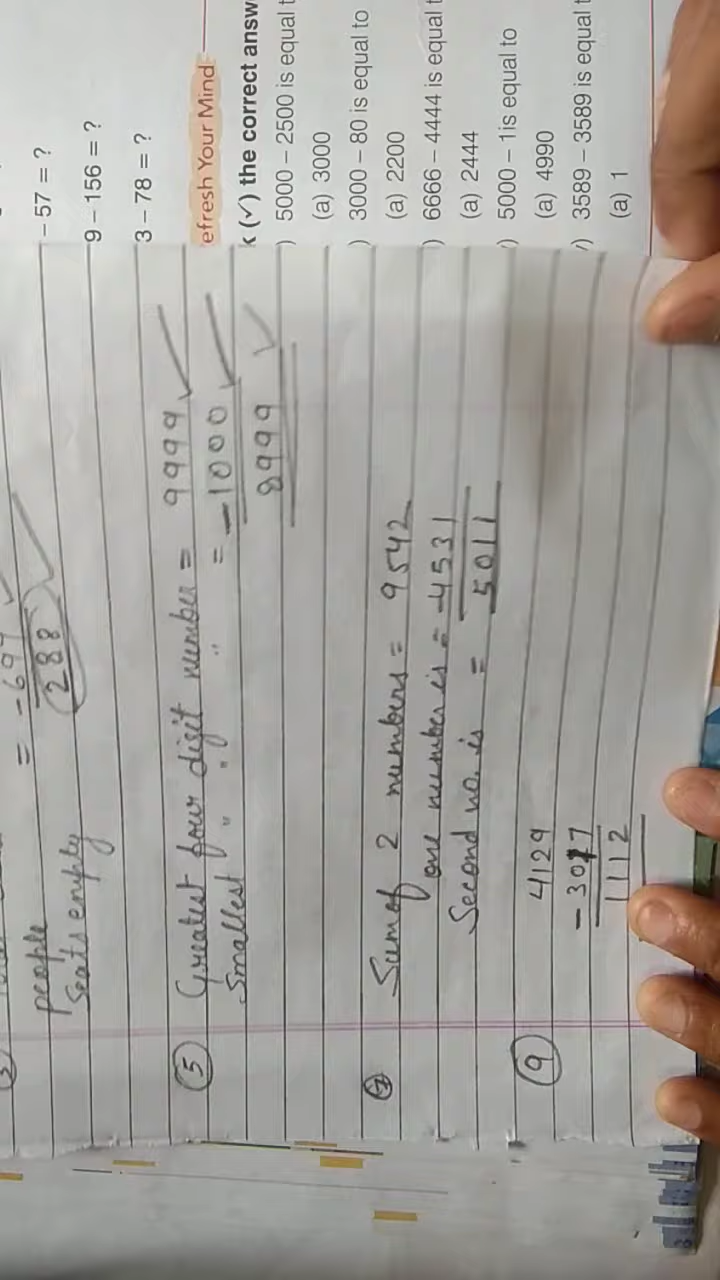 = -697
people
Seats empty 288
5 Greatest four digit number = 9999
Smallest " " " = -1000
8999
Sum of 2 numbers = 9542
one number is = -4531
Second no. is = 5011
9 4129
1112
- 57 = ?
9 - 156 = ?
3 - 78 = ?
efresh Your Mind
k (✓) the correct answ
) 5000 - 2500 is equal t
(a) 3000
) 3000 - 80 is equal to
(a) 2200
) 6666 - 4444 is equal t
(a) 2444
) 5000 - 1is equal to
(a) 4990
) 3589 - 3589 is equal t
(a) 1